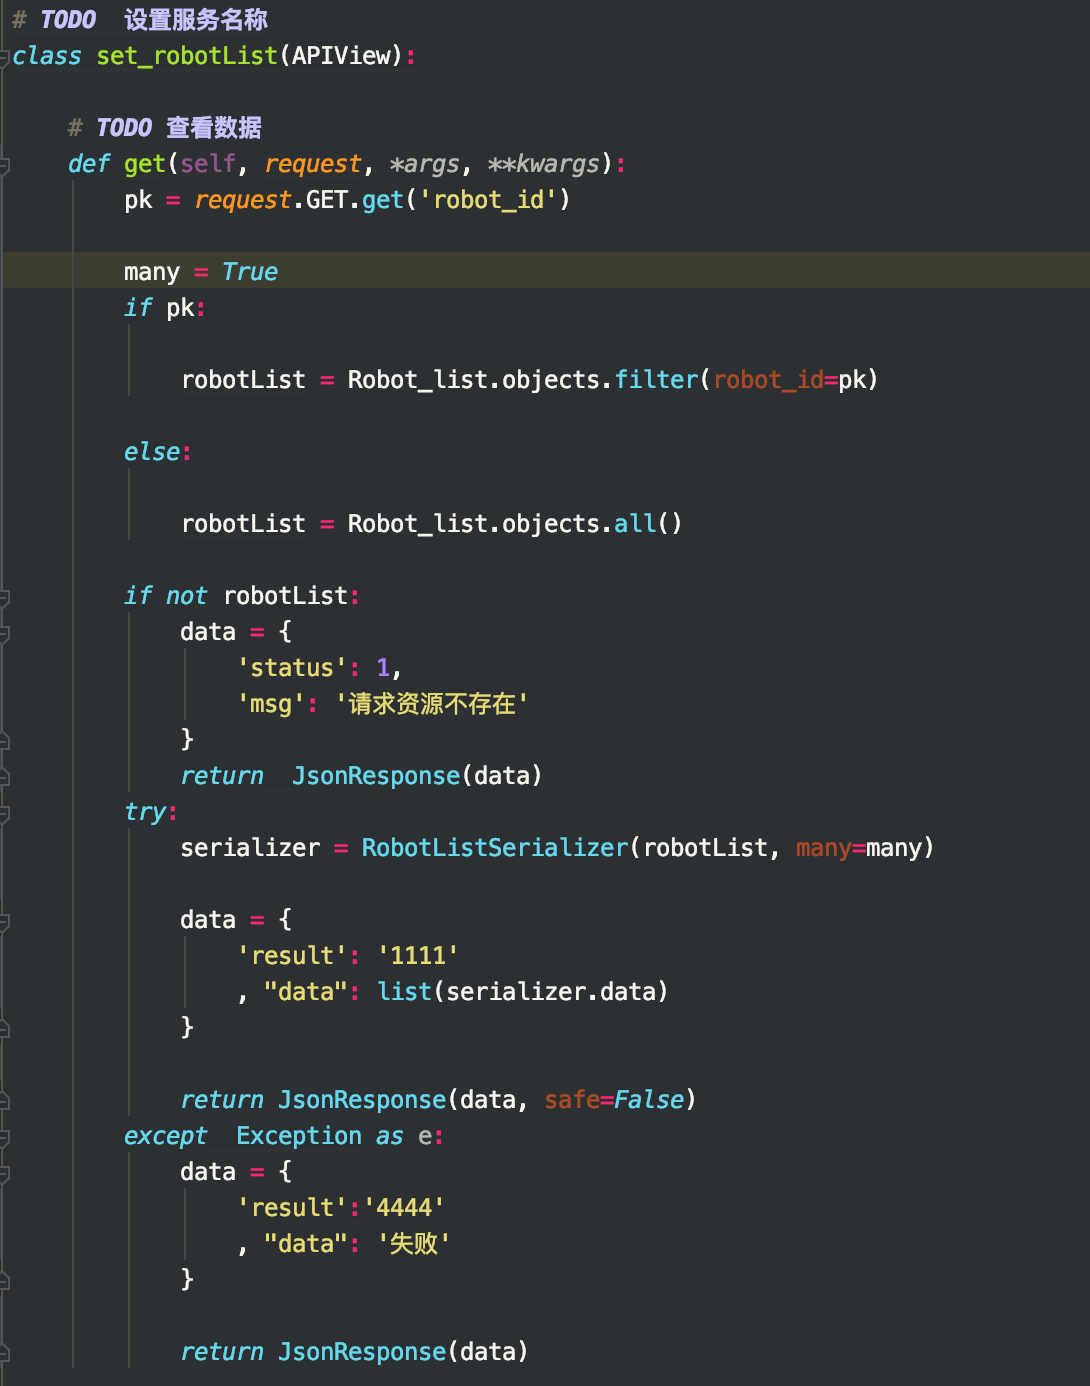 # TODO  设置服务名称
class set_robotList(APIView):
    # TODO 查看数据
    def get(self, request, *args, **kwargs):
        pk = request.GET.get('robot_id')
        many = True
        if pk:
            robotList = Robot_list.objects.filter(robot_id=pk)
        else:
            robotList = Robot_list.objects.all()
        if not robotList:
            data = {
                'status': 1,
                'msg': '请求资源不存在'
            }
            return  JsonResponse(data)
        try:
            serializer = RobotListSerializer(robotList, many=many)
            data = {
                'result': '1111'
                , "data": list(serializer.data)
            }
            return JsonResponse(data, safe=False)
        except  Exception as e:
            data = {
                'result':'4444'
                , "data": '失败'
            }
            return JsonResponse(data)